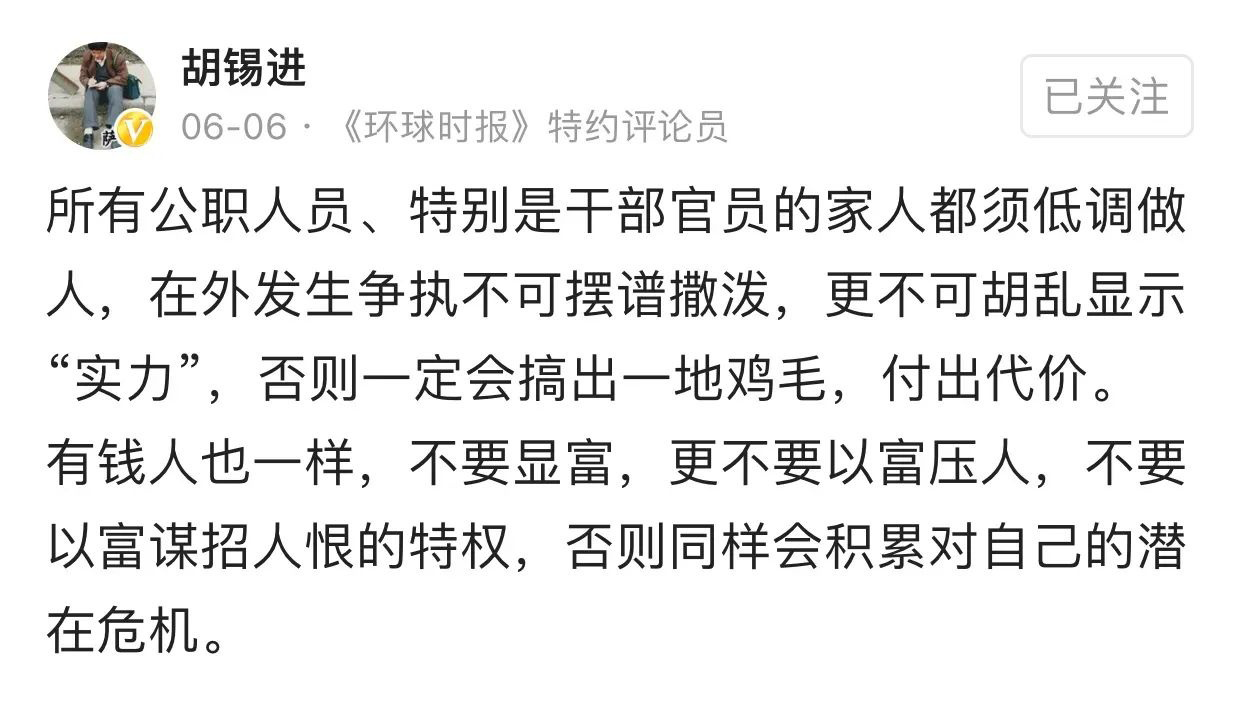 胡锡进
06-06 · 《环球时报》特约评论员
已关注
所有公职人员、特别是干部官员的家人都须低调做
人，在外发生争执不可摆谱撒泼，更不可胡乱显示
“实力”，否则一定会搞出一地鸡毛，付出代价。
有钱人也一样，不要显富，更不要以富压人，不要
以富谋招人恨的特权，否则同样会积累对自己的潜
在危机。